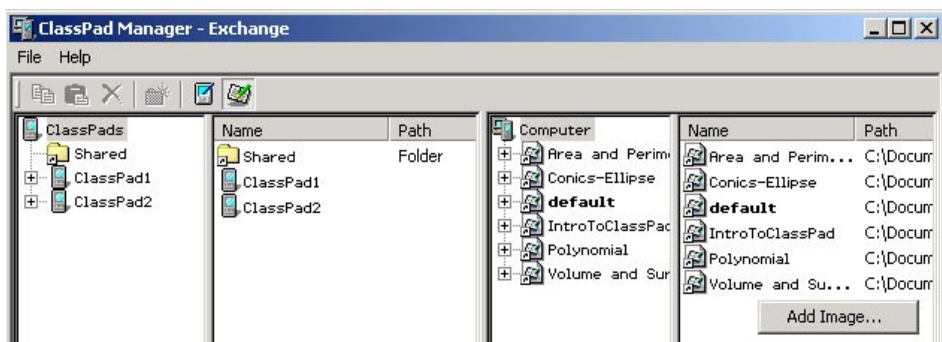 ClassPad Manager - Exchange
File Help
ClassPads
Shared
ClassPad1
ClassPad2
Name Path
Shared Folder
ClassPad1
ClassPad2
Computer
Area and Perim
Conics-Ellipse
default
IntroToClassPac
Polynomial
Volume and Sur
Name Path
Area and Perim... C:\Docum
Conics-Ellipse C:\Docum
default C:\Docum
IntroToClassPad C:\Docum
Polynomial C:\Docum
Volume and Su... C:\Docum
Add Image...